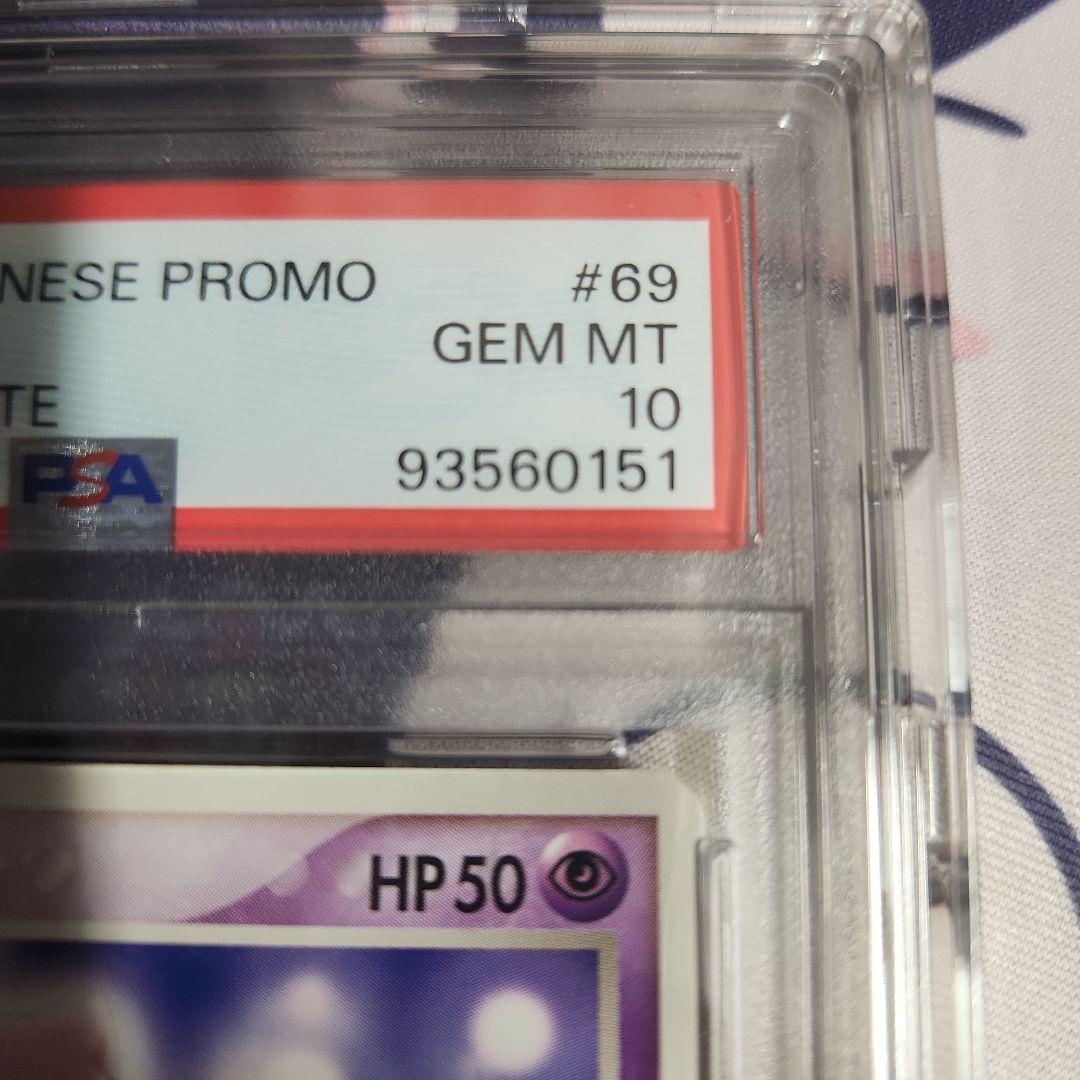 NESE PROMO #69
GEM MT
TE 10
PSA 93560151
HP50